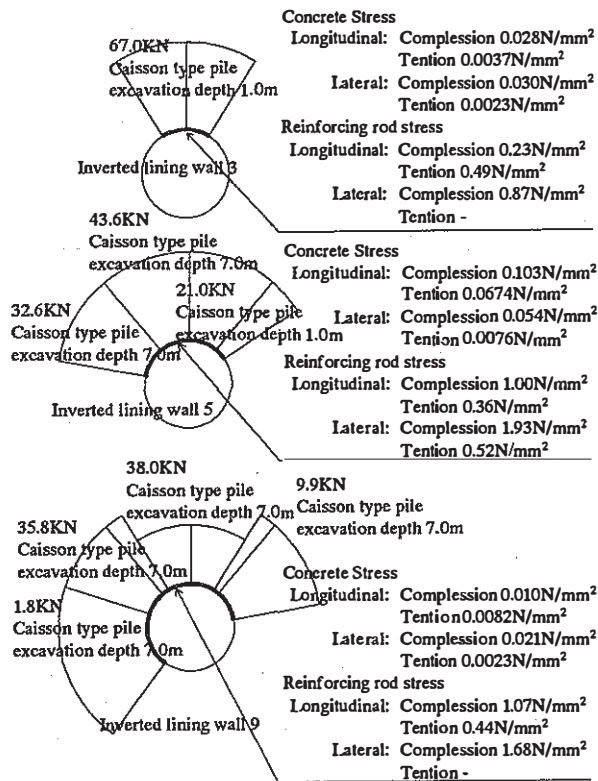 67.0KN
Caisson type pile
excavation depth 1.0m
Inverted lining wall 3
Concrete Stress
Longitudinal: Complession 0.028N/mm²
Tention 0.0037N/mm²
Lateral: Complession 0.030N/mm²
Tention 0.0023N/mm²
Reinforcing rod stress
Longitudinal: Complession 0.23N/mm²
Tention 0.49N/mm²
Lateral: Complession 0.87N/mm²
Tention -
43.6KN
Caisson type pile
excavation depth 7.0m
21.0KN
Caisson type pile
excavation depth 1.0m
32.6KN
Caisson type pile
excavation depth 7.0m
Inverted lining wall 5
Concrete Stress
Longitudinal: Complession 0.103N/mm²
Tention 0.0674N/mm²
Lateral: Complession 0.054N/mm²
Tention 0.0076N/mm²
Reinforcing rod stress
Longitudinal: Complession 1.00N/mm²
Tention 0.36N/mm²
Lateral: Complession 1.93N/mm²
Tention 0.52N/mm²
38.0KN
Caisson type pile
excavation depth 7.0m
9.9KN
Caisson type pile
excavation depth 7.0m
35.8KN
Caisson type pile
excavation depth 7.0m
1.8KN
Caisson type pile
excavation depth 7.0m
Inverted lining wall 9
Concrete Stress
Longitudinal: Complession 0.010N/mm²
Tention 0.0082N/mm²
Lateral: Complession 0.021N/mm²
Tention 0.0023N/mm²
Reinforcing rod stress
Longitudinal: Complession 1.07N/mm²
Tention 0.44N/mm²
Lateral: Complession 1.68N/mm²
Tention -